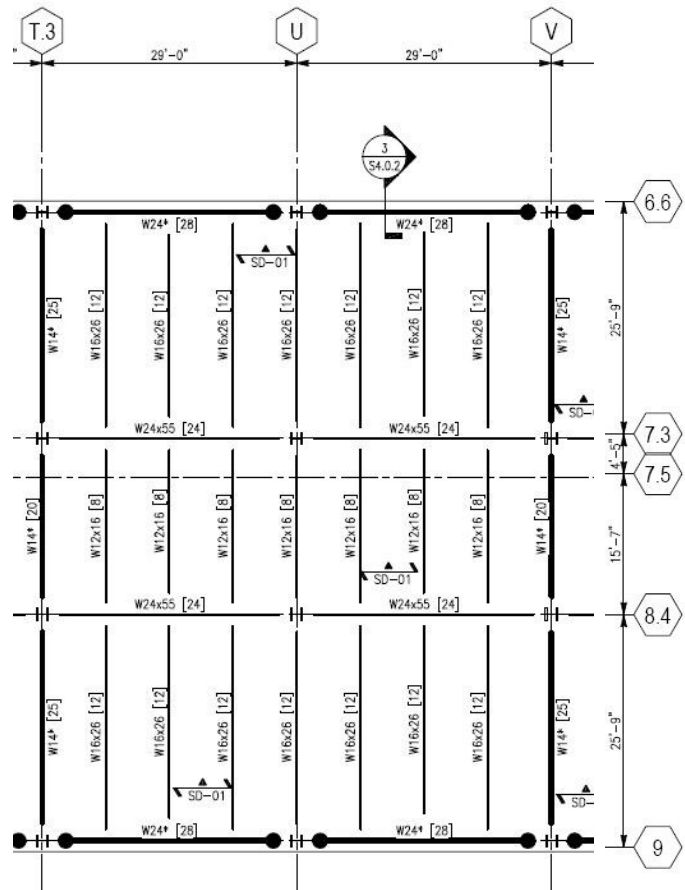 T.3
U
V
29'-0"
29'-0"
3
S4.0.2
6.6
W24* [28]
W24* [28]
SD-01
W14* [25]
W16x26 [12]
W16x26 [12]
W16x26 [12]
W16x26 [12]
W16x26 [12]
W16x26 [12]
W16x26 [12]
W14* [25]
25'-9"
SD-
W24x55 [24]
W24x55 [24]
7.3
4'-5"
7.5
W14* [20]
W12x16 [8]
W12x16 [8]
W12x16 [8]
W12x16 [8]
W12x16 [8]
W12x16 [8]
W12x16 [8]
W14* [20]
15'-7"
SD-01
W24x55 [24]
W24x55 [24]
8.4
W14* [25]
W16x26 [12]
W16x26 [12]
W16x26 [12]
W16x26 [12]
W16x26 [12]
W16x26 [12]
W16x26 [12]
W14* [25]
25'-9"
SD-01
SD-
W24* [28]
W24* [28]
9